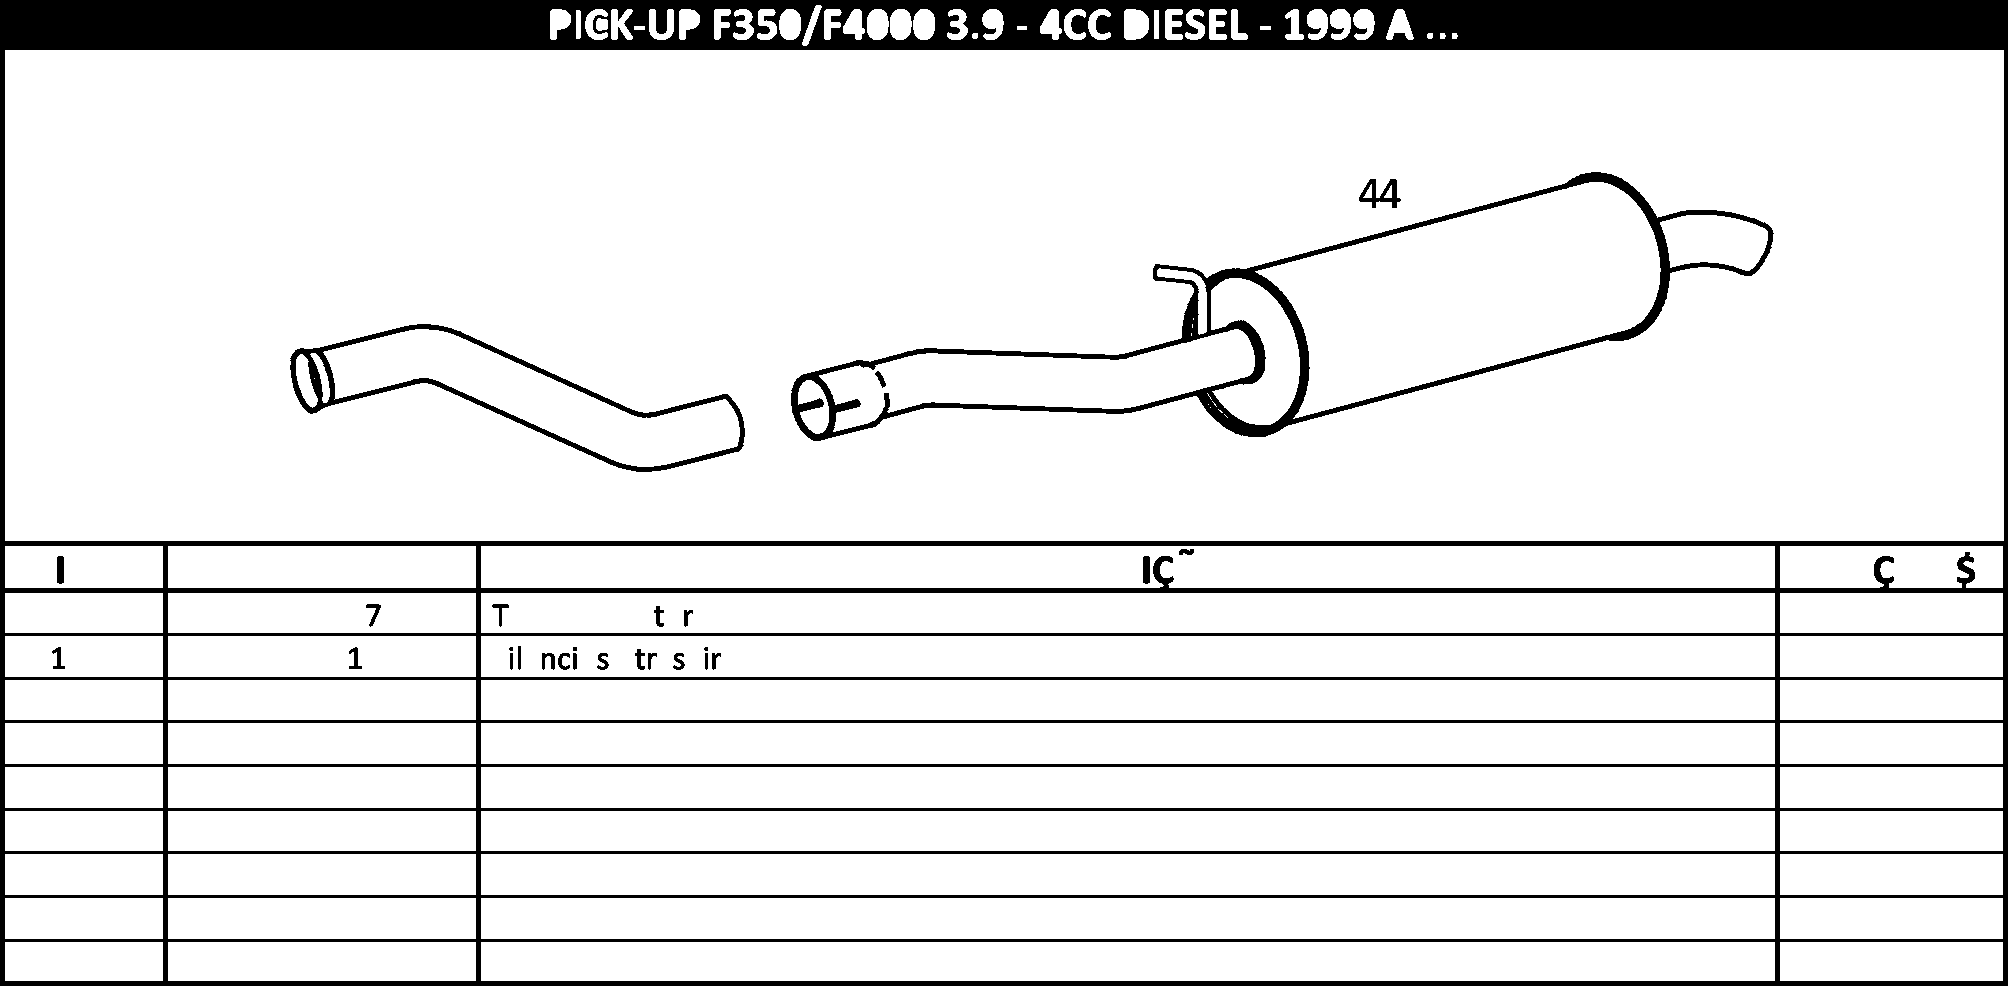 PICK-UP F350/F4000 3.9 - 4CC DIESEL - 1999 A ...
44
I IÇ˜ Ç $
7 T t r
1 1 il nci s tr s ir